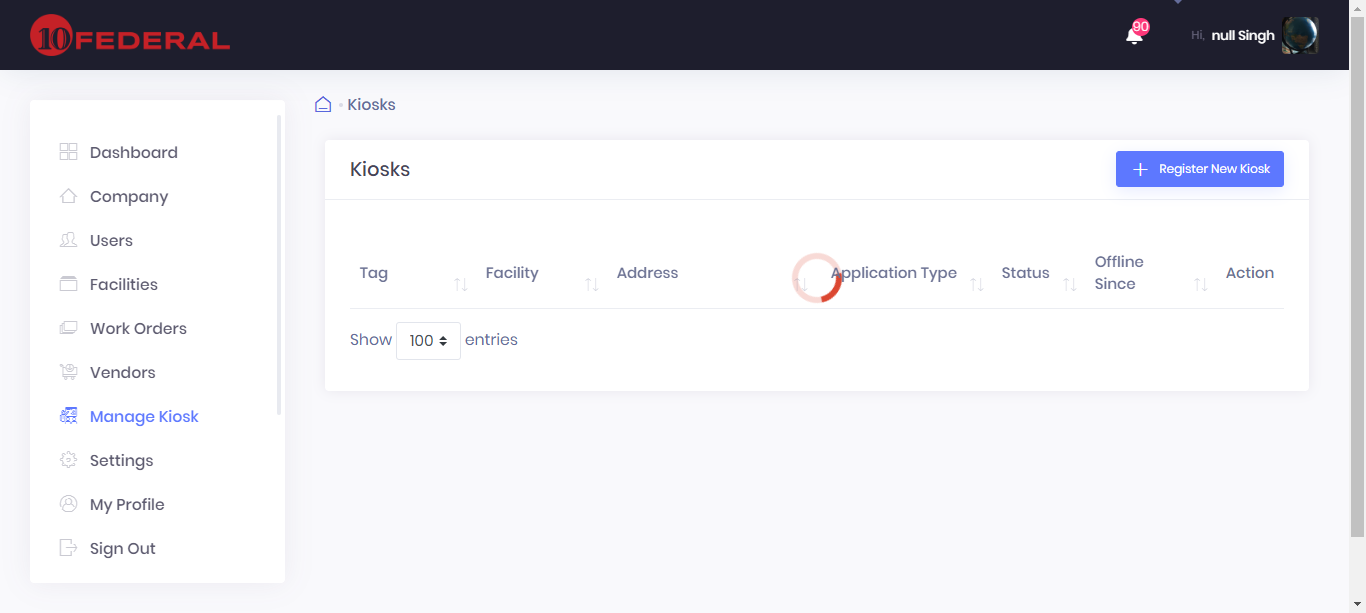 10 FEDERAL
90
Hi, null Singh
Kiosks
Dashboard
Company
Users
Facilities
Work Orders
Vendors
Manage Kiosk
Settings
My Profile
Sign Out
Kiosks
Register New Kiosk
Tag Facility Address Application Type Status Offline Since Action
Show 100 entries